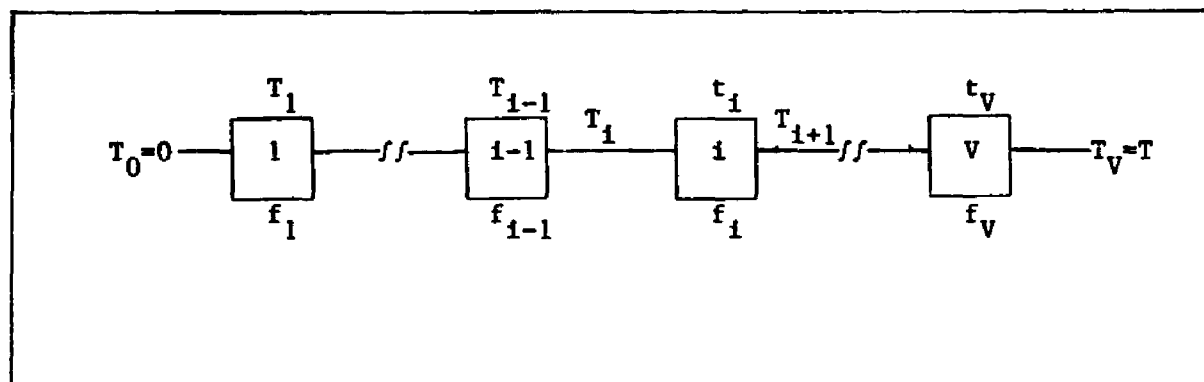 T_1 T_{i-1} t_i t_V
T_i T_{i+1}
T_0=0 1 i-1 i V T_V=T
f_1 f_{i-1} f_i f_V